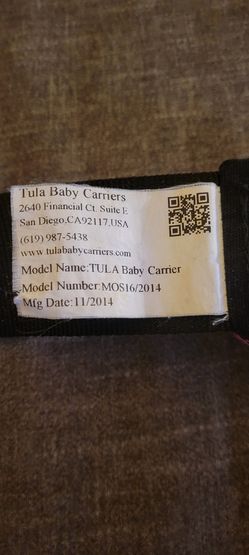 Tula Baby Carriers
2640 Financial Ct. Suite E
San Diego,CA92117,USA
(619) 987-5438
www.tulababycarriers.com
Model Name:TULA Baby Carrier
Model Number:MOS16/2014
Mfg Date:11/2014